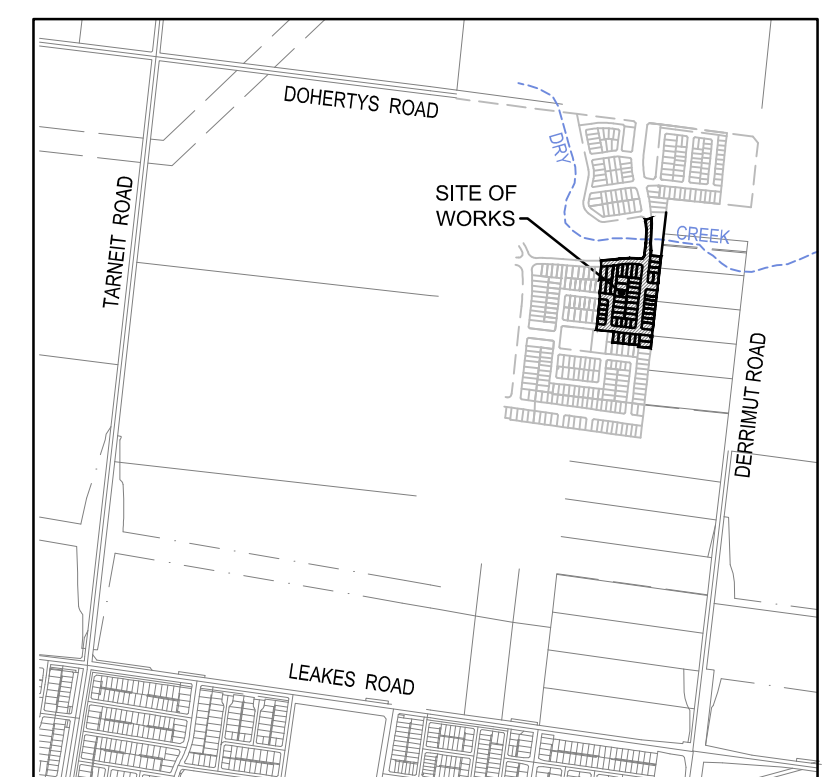 DOHERTYS ROAD
DRY
TARNEIT ROAD
SITE OF
WORKS
CREEK
DERRIMUT ROAD
LEAKES ROAD